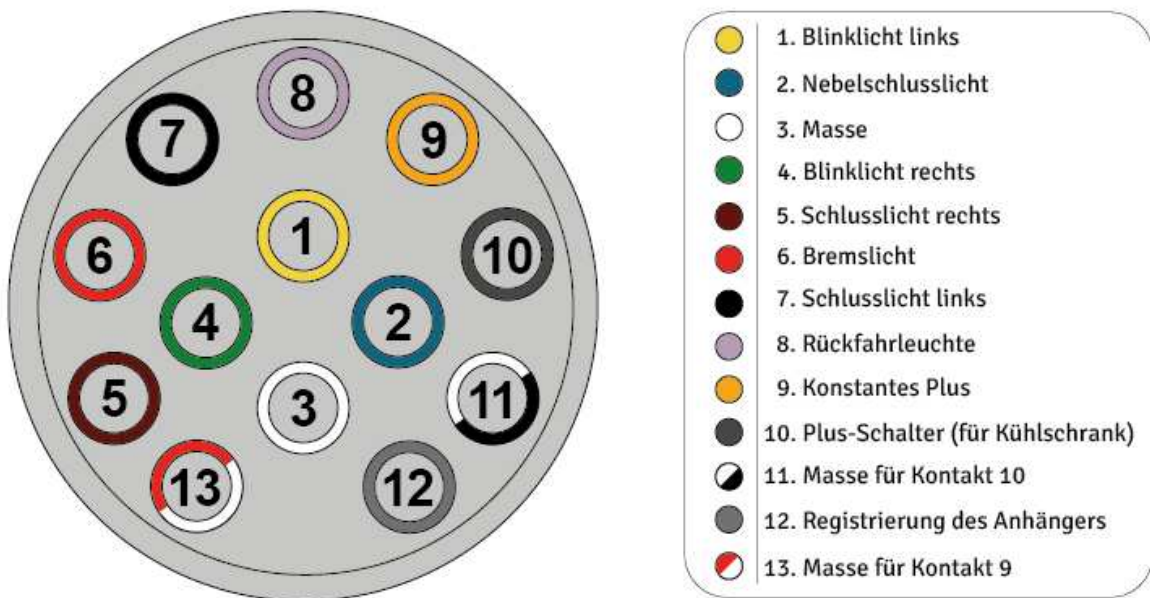 8
7
9
1
6
10
4
2
5
3
11
13
12
1. Blinklicht links
2. Nebelschlusslicht
3. Masse
4. Blinklicht rechts
5. Schlusslicht rechts
6. Bremslicht
7. Schlusslicht links
8. Rückfahrleuchte
9. Konstantes Plus
10. Plus-Schalter (für Kühlschrank)
11. Masse für Kontakt 10
12. Registrierung des Anhängers
13. Masse für Kontakt 9